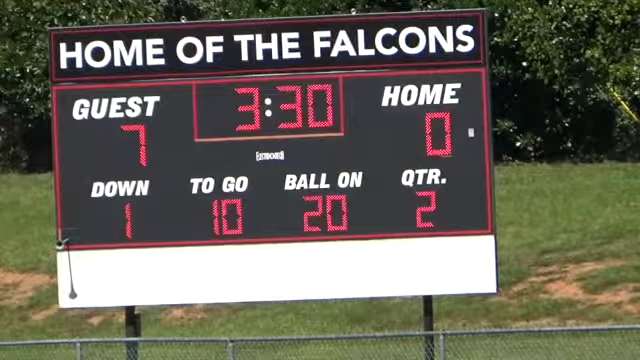 HOME OF THE FALCONS
GUEST 3:30 HOME
7 0
DOWN TO GO BALL ON QTR.
1 10 20 2